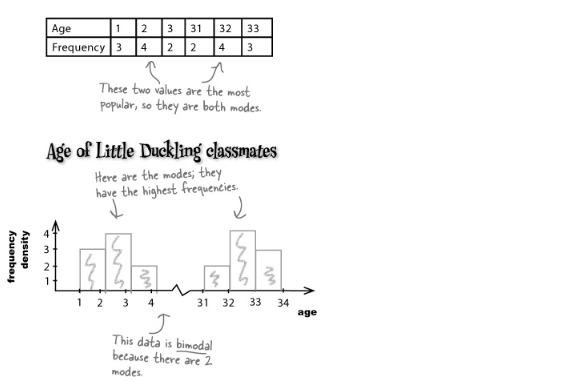 Age 1 2 3 31 32 33
Frequency 3 4 2 2 4 3
These two values are the most
popular, so they are both modes.
Age of Little Duckling classmates
Here are the modes; they
have the highest frequencies.
frequency
density
4
3
2
1
1 2 3 4 31 32 33 34
age
This data is bimodal
because there are 2
modes.